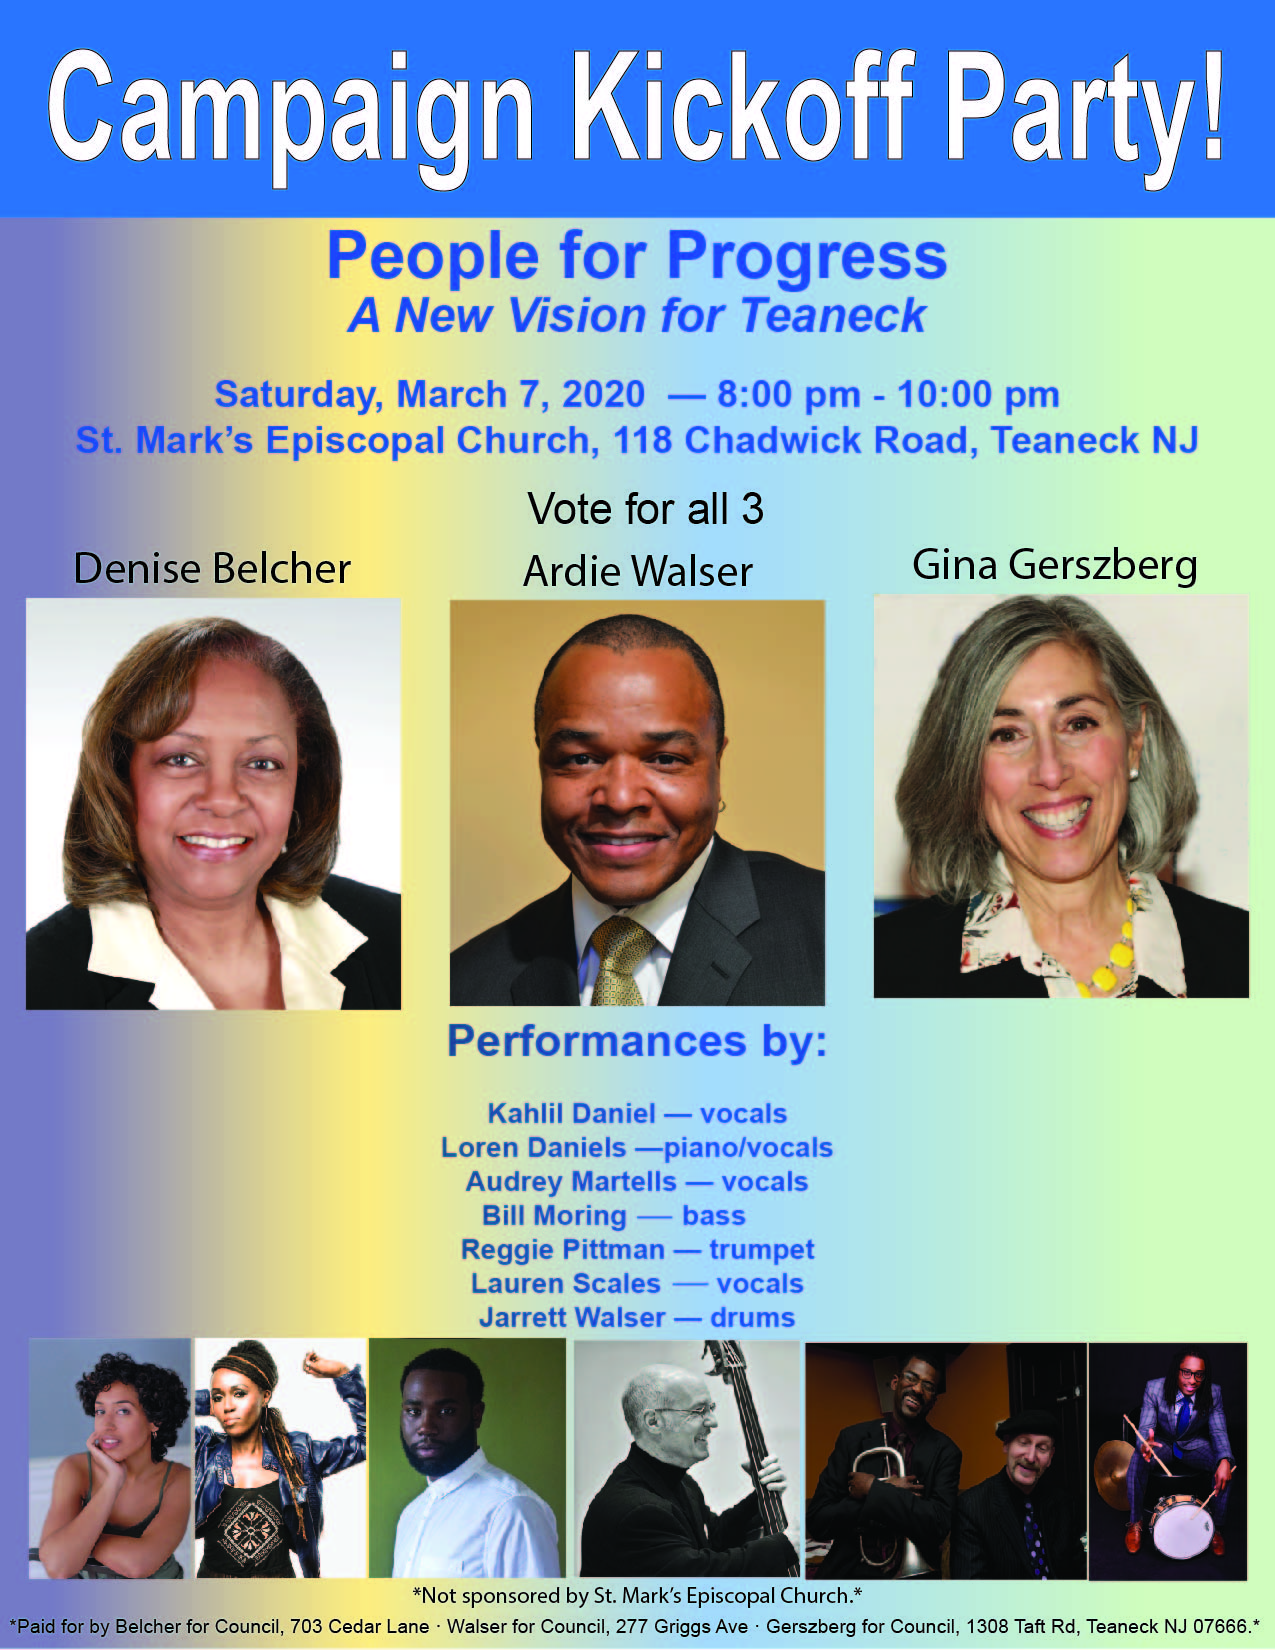 Campaign Kickoff Party!
People for Progress
A New Vision for Teaneck
Saturday, March 7, 2020 — 8:00 pm - 10:00 pm
St. Mark’s Episcopal Church, 118 Chadwick Road, Teaneck NJ
Vote for all 3
Denise Belcher
Ardie Walser
Gina Gerszberg
Performances by:
Kahlil Daniel — vocals
Loren Daniels —piano/vocals
Audrey Martells — vocals
Bill Moring — bass
Reggie Pittman — trumpet
Lauren Scales — vocals
Jarrett Walser — drums
*Not sponsored by St. Mark’s Episcopal Church.*
*Paid for by Belcher for Council, 703 Cedar Lane · Walser for Council, 277 Griggs Ave · Gerszberg for Council, 1308 Taft Rd, Teaneck NJ 07666.*